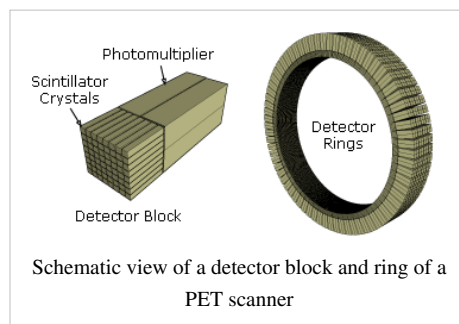 Photomultiplier
Scintillator
Crystals
Detector
Rings
Detector Block
Schematic view of a detector block and ring of a
PET scanner